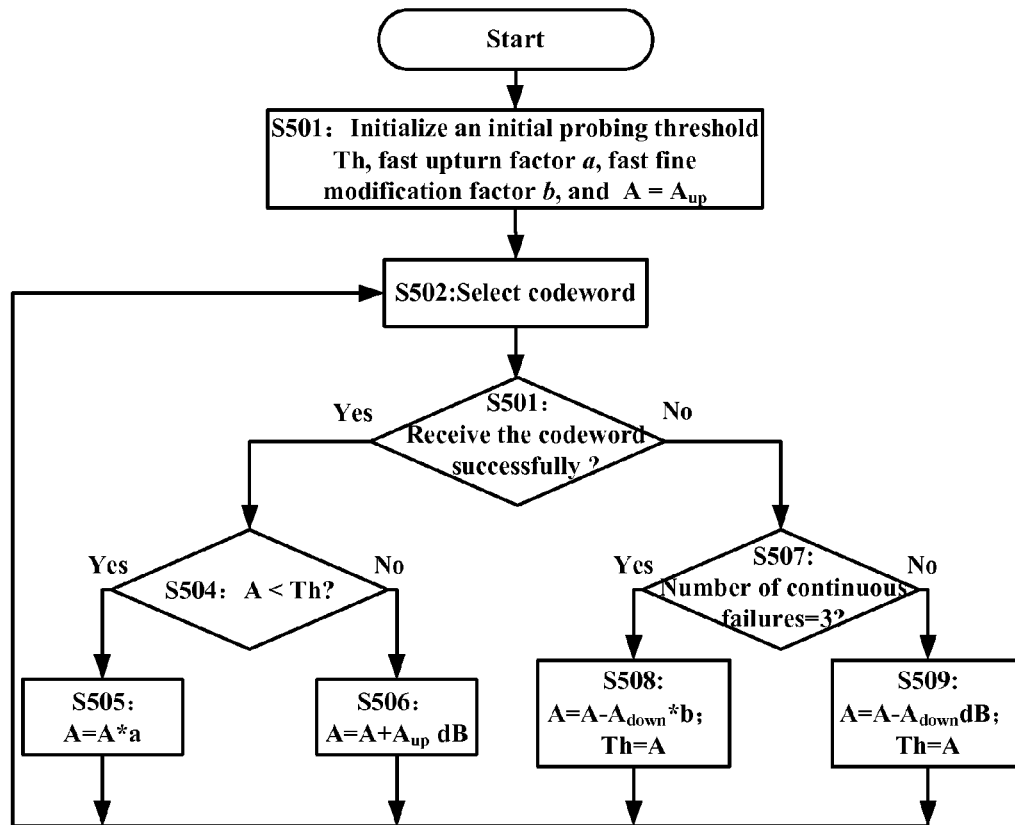 Start
S501：Initialize an initial probing threshold
Th, fast upturn factor a, fast fine
modification factor b, and A = Aup
S502:Select codeword
S501：
Receive the codeword
successfully ?
Yes
No
S504：A < Th?
Yes
No
S507:
Number of continuous
failures=3?
Yes
No
S505:
A=A*a
S506:
A=A+Aup dB
S508:
A=A-Adown*b；
Th=A
S509:
A=A-AdowndB；
Th=A